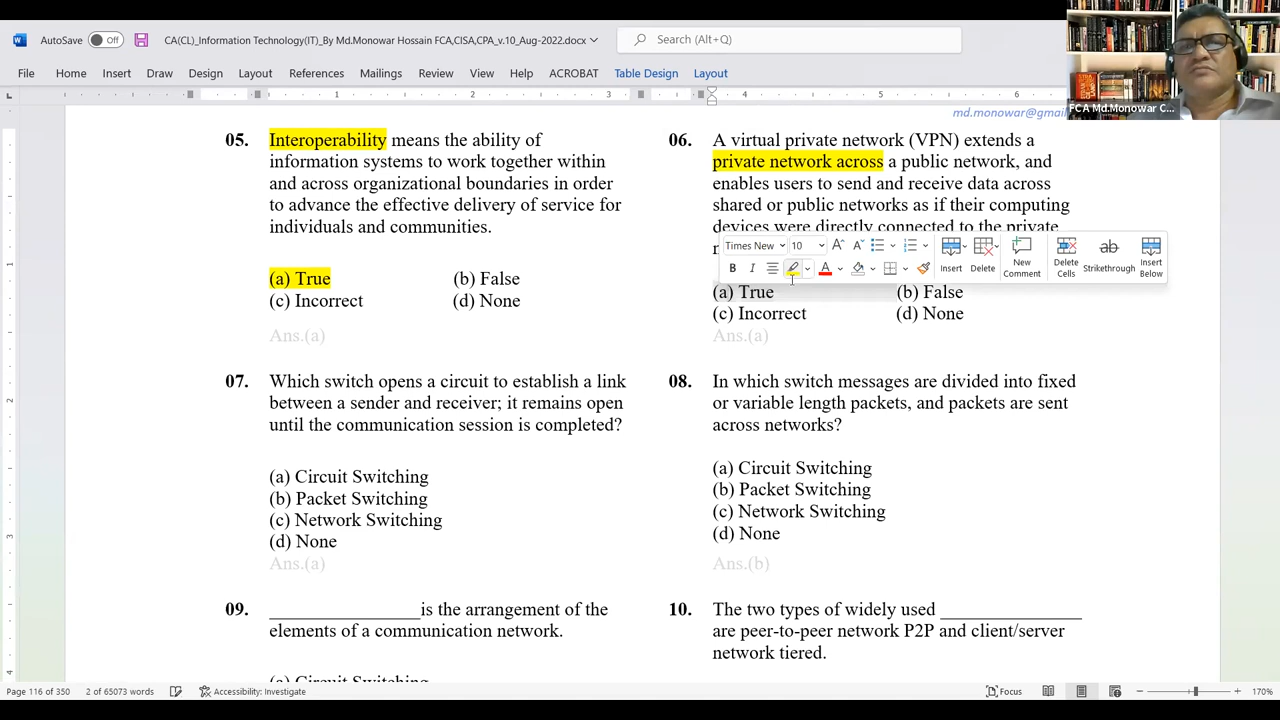 AutoSave Off CA(CL)_Information Technology(IT)_By Md.Monowar Hossain FCA,CISA,CPA_v.10_Aug-2022.docx Search (Alt+Q)
File Home Insert Draw Design Layout References Mailings Review View Help ACROBAT Table Design Layout
FCA Md.Monowar C...
1 2 3 4 5 6
md.monowar@gmail
05. Interoperability means the ability of
information systems to work together within
and across organizational boundaries in order
to advance the effective delivery of service for
individuals and communities.
(a) True (b) False
(c) Incorrect (d) None
Ans.(a)
06. A virtual private network (VPN) extends a
private network across a public network, and
enables users to send and receive data across
shared or public networks as if their computing
devices were directly connected to the private
Times New 10
Insert Delete New Comment Delete Cells Strikethrough Insert Below
(a) True (b) False
(c) Incorrect (d) None
Ans.(a)
07. Which switch opens a circuit to establish a link
between a sender and receiver; it remains open
until the communication session is completed?
(a) Circuit Switching
(b) Packet Switching
(c) Network Switching
(d) None
Ans.(a)
08. In which switch messages are divided into fixed
or variable length packets, and packets are sent
across networks?
(a) Circuit Switching
(b) Packet Switching
(c) Network Switching
(d) None
Ans.(b)
09. ________________ is the arrangement of the
elements of a communication network.
(a) Circuit Switching
10. The two types of widely used _______________
are peer-to-peer network P2P and client/server
network tiered.
Page 116 of 350 2 of 65073 words Accessibility: Investigate Focus 170%